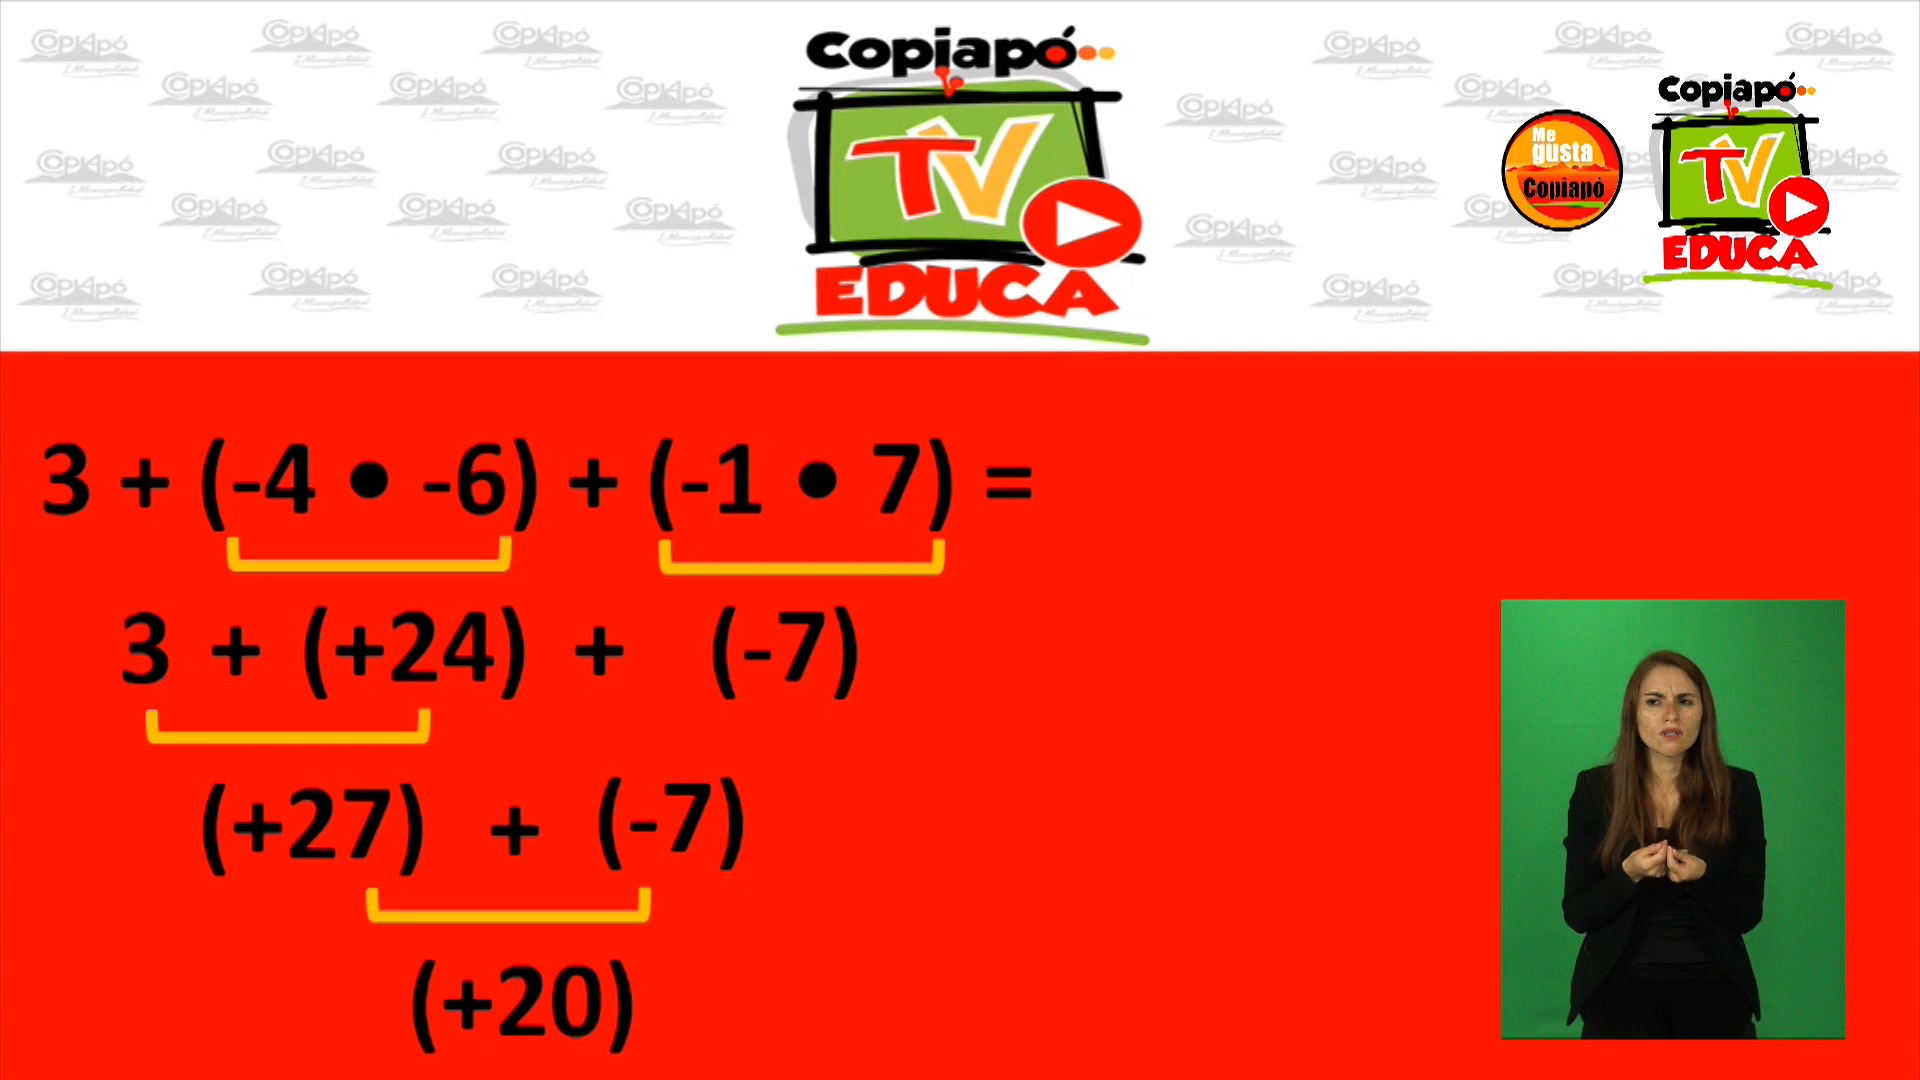 Copiapó
TV
EDUCA
Me
gusta
Copiapó
Copiapó
TV
EDUCA
3 + (-4 • -6) + (-1 • 7) =
3 + (+24) + (-7)
(+27) + (-7)
(+20)